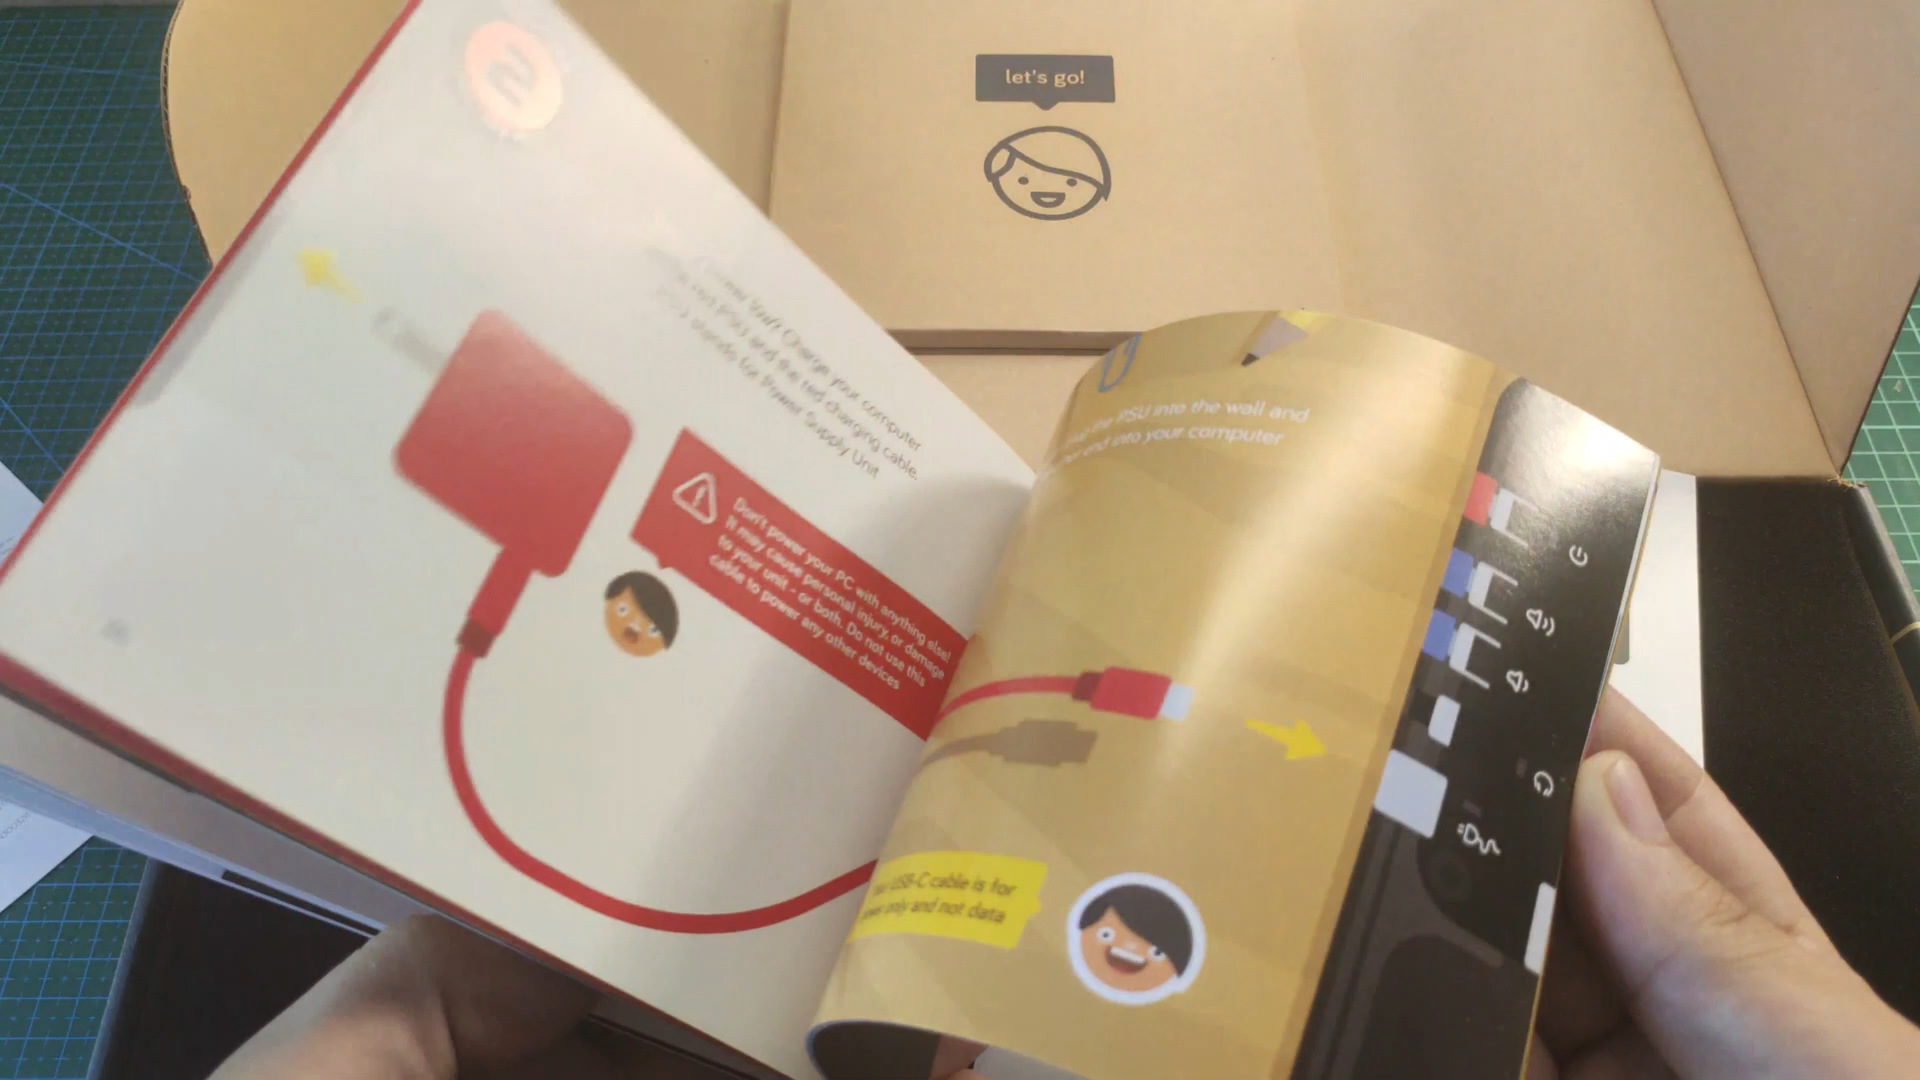 let's go!
2
Charge your computer
and the red charging cable.
stands for Power Supply Unit
Don't power your PC with anything else!
It may cause personal injury, or damage
to your unit - or both. Do not use this
cable to power any other devices
the PSU into the wall and
end into your computer
USB-C cable is for
only and not data